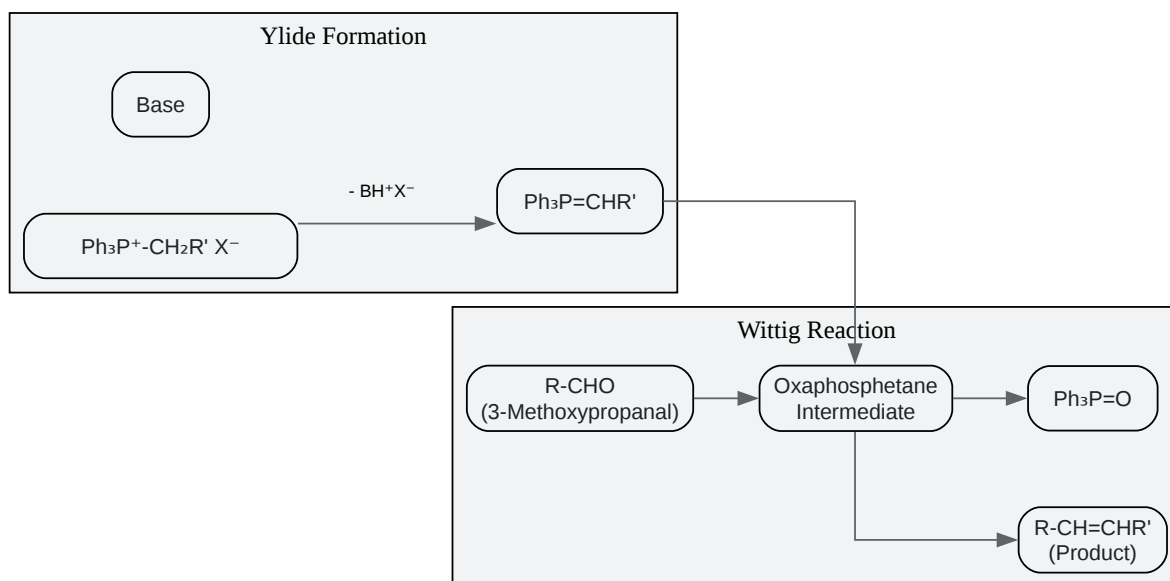 Ylide Formation
Base
- BH⁺X⁻
Ph₃P=CHR'
Ph₃P⁺-CH₂R' X⁻
Wittig Reaction
R-CHO
(3-Methoxypropanal)
Oxaphosphetane
Intermediate
Ph₃P=O
R-CH=CHR'
(Product)